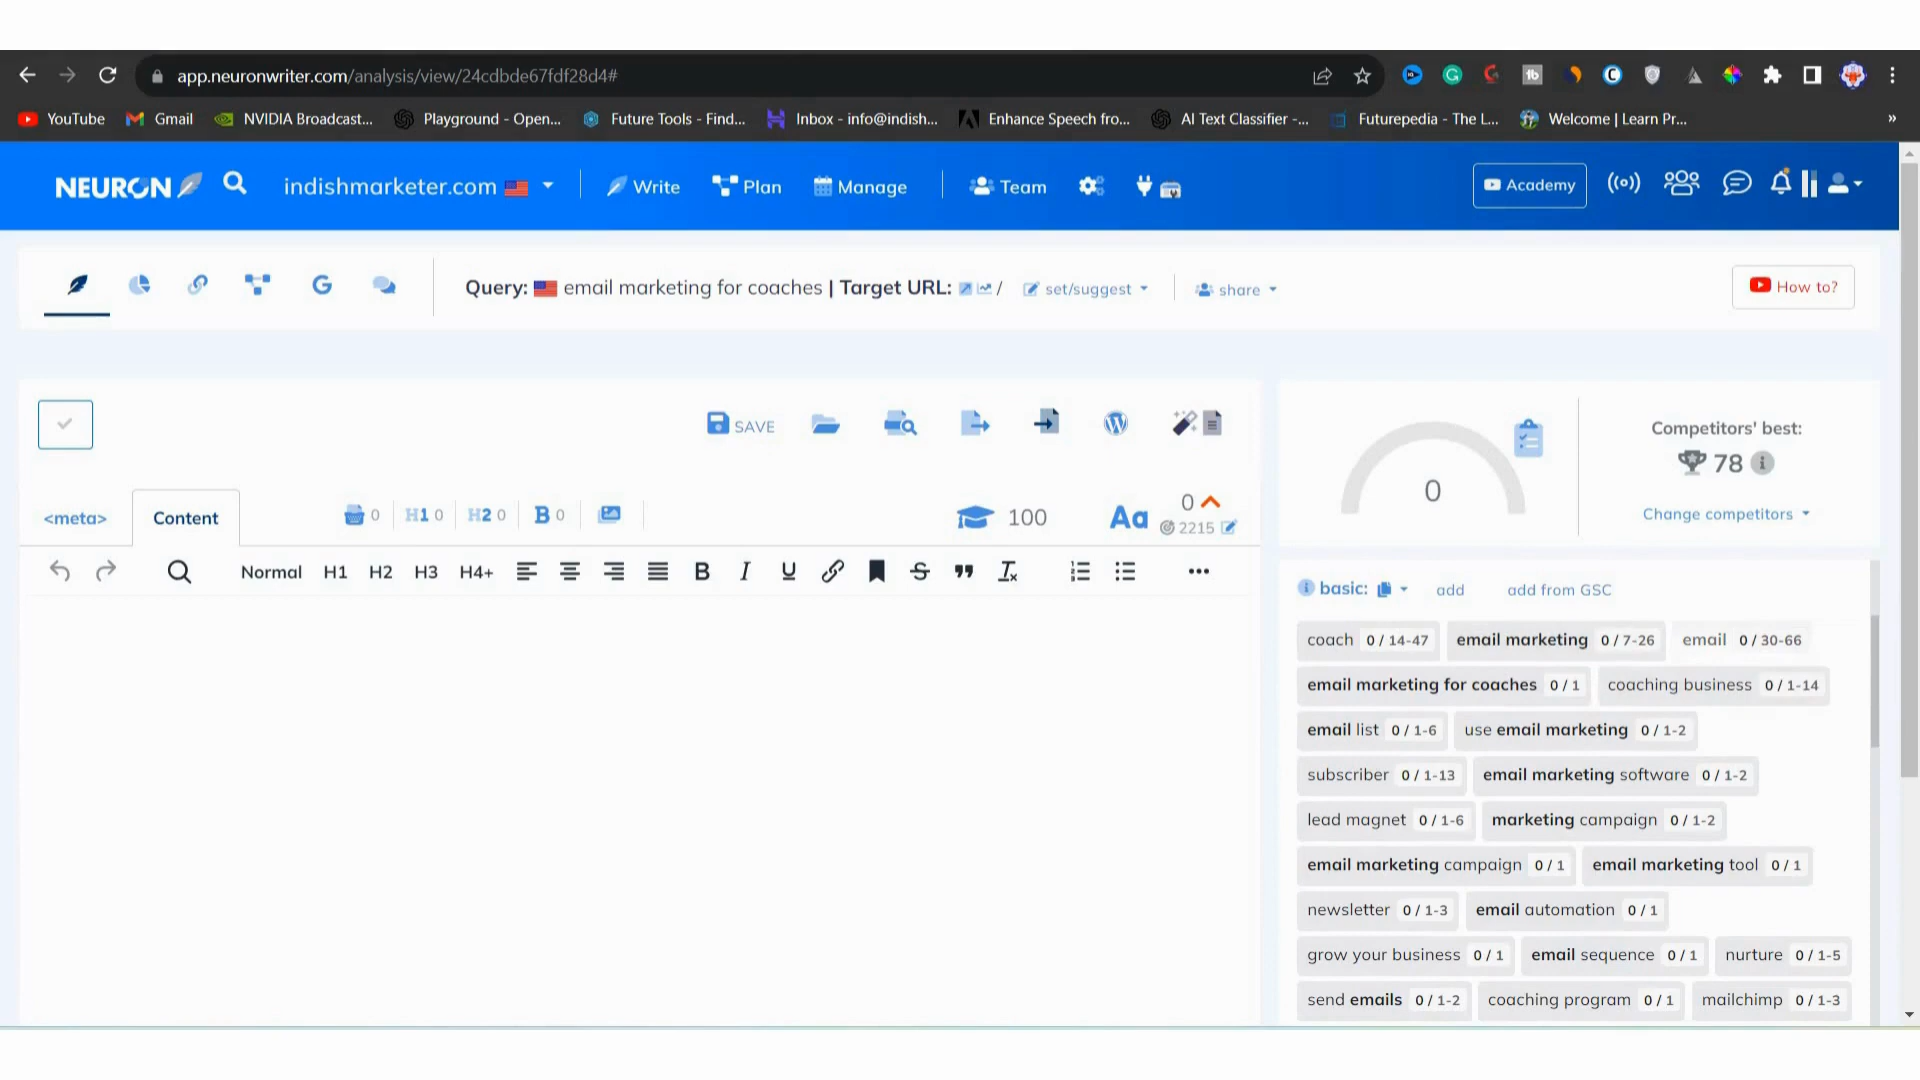 app.neuronwriter.com/analysis/view/24cdbde67fdf28d4#
YouTube Gmail NVIDIA Broadcast... Playground - Open... Future Tools - Find... Inbox - info@indish... Enhance Speech fro... AI Text Classifier -... Futurepedia - The L... Welcome | Learn Pr... »
NEURON indishmarketer.com Write Plan Manage Team Academy
Query: email marketing for coaches | Target URL: / set/suggest share How to?
SAVE
Competitors' best:
78
0
Change competitors
<meta> Content 0 H1 0 H2 0 B 0 100 Aa 0
2215
Normal H1 H2 H3 H4+ B I U S
basic: add add from GSC
coach 0 / 14-47 email marketing 0 / 7-26 email 0 / 30-66
email marketing for coaches 0 / 1 coaching business 0 / 1-14
email list 0 / 1-6 use email marketing 0 / 1-2
subscriber 0 / 1-13 email marketing software 0 / 1-2
lead magnet 0 / 1-6 marketing campaign 0 / 1-2
email marketing campaign 0 / 1 email marketing tool 0 / 1
newsletter 0 / 1-3 email automation 0 / 1
grow your business 0 / 1 email sequence 0 / 1 nurture 0 / 1-5
send emails 0 / 1-2 coaching program 0 / 1 mailchimp 0 / 1-3